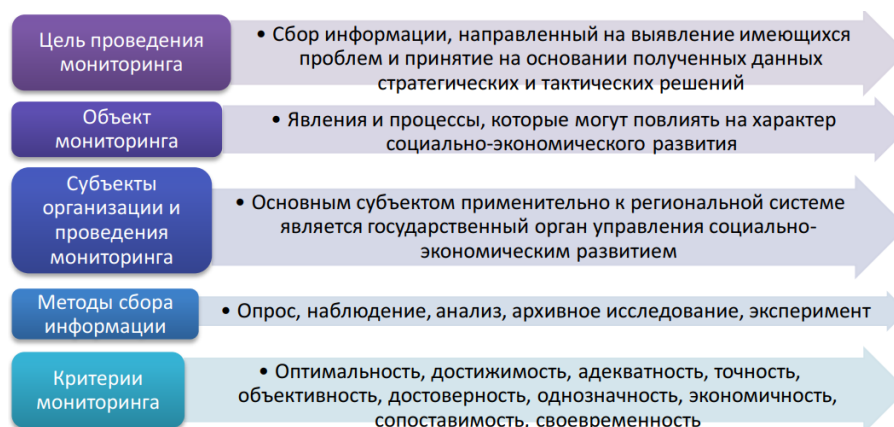 Цель проведения
мониторинга
• Сбор информации, направленный на выявление имеющихся
проблем и принятие на основании полученных данных
стратегических и тактических решений
Объект
мониторинга
• Явления и процессы, которые могут повлиять на характер
социально-экономического развития
Субъекты
организации и
проведения
мониторинга
• Основным субъектом применительно к региональной системе
является государственный орган управления социально-
экономическим развитием
Методы сбора
информации
• Опрос, наблюдение, анализ, архивное исследование, эксперимент
Критерии
мониторинга
• Оптимальность, достижимость, адекватность, точность,
объективность, достоверность, однозначность, экономичность,
сопоставимость, своевременность